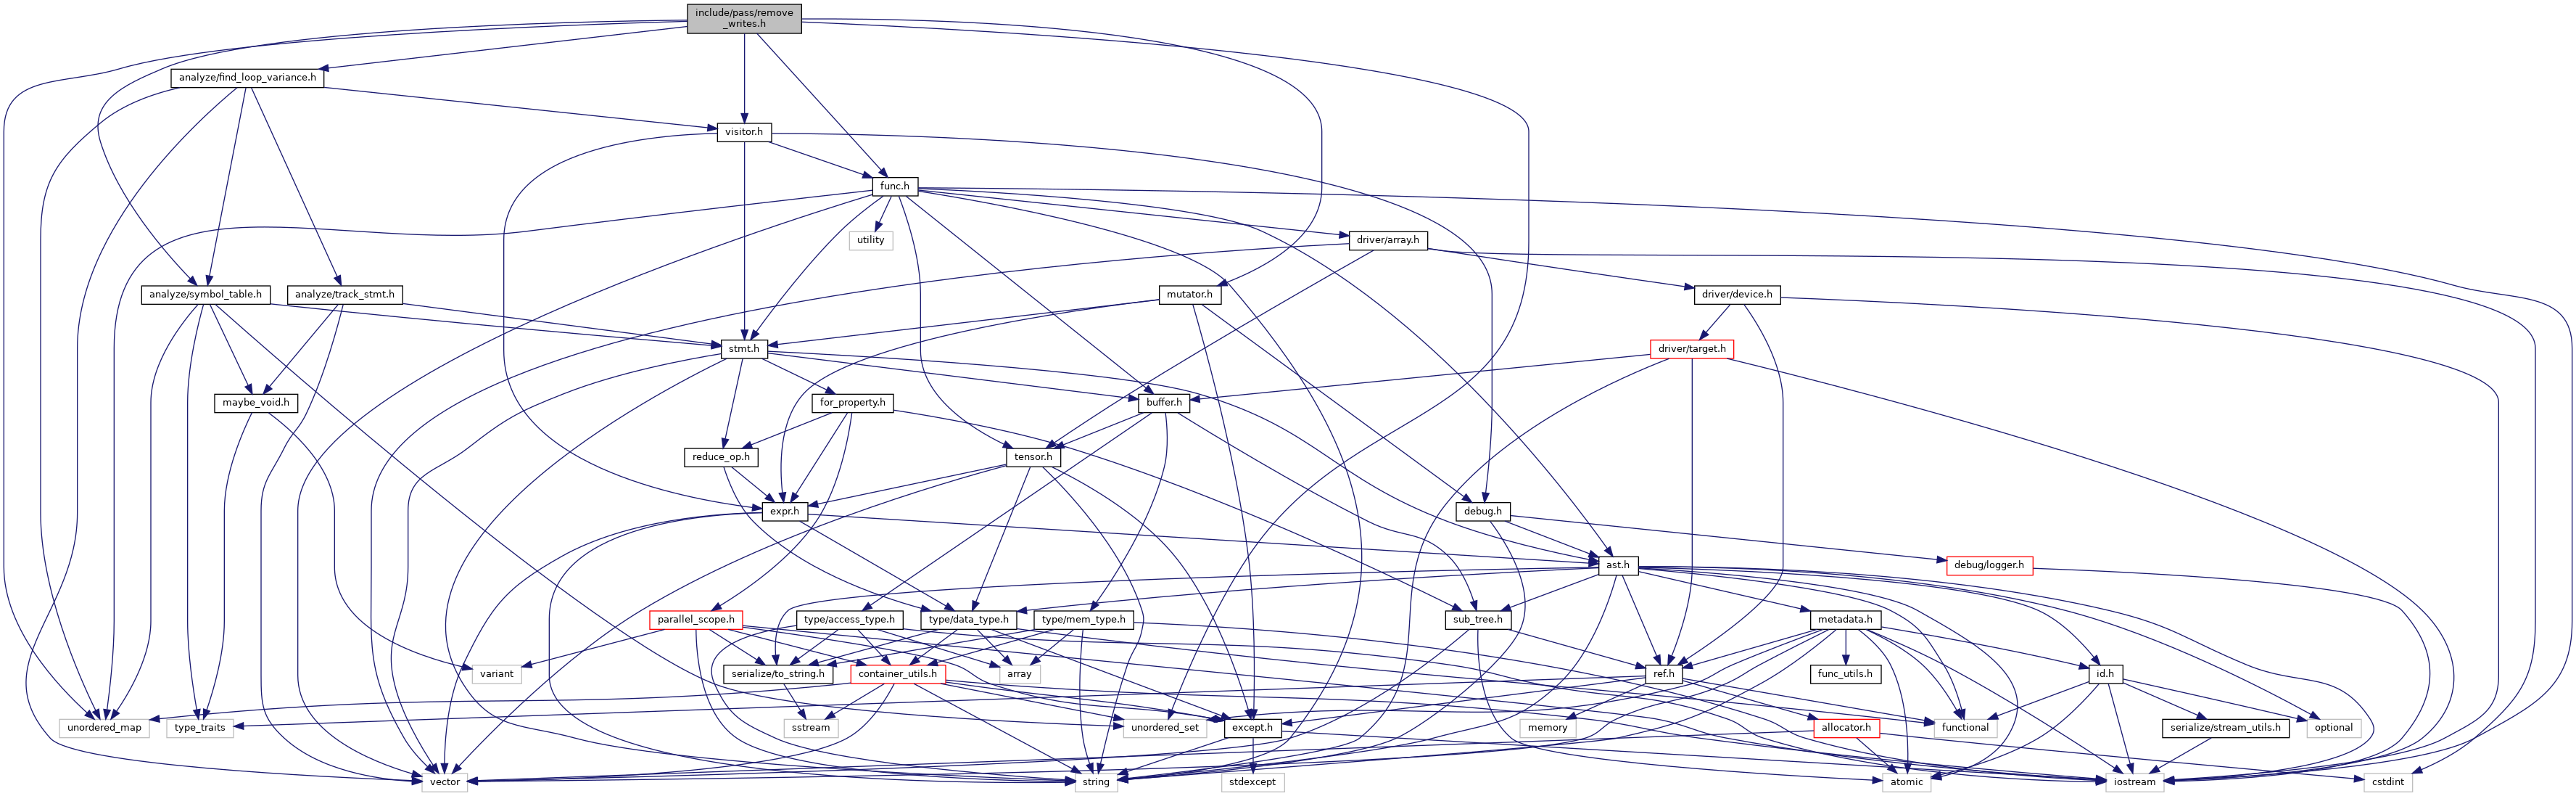 include/pass/remove
_writes.h
analyze/find_loop_variance.h
visitor.h
func.h
utility
driver/array.h
analyze/symbol_table.h
analyze/track_stmt.h
mutator.h
driver/device.h
stmt.h
driver/target.h
maybe_void.h
for_property.h
buffer.h
reduce_op.h
tensor.h
expr.h
debug.h
ast.h
debug/logger.h
parallel_scope.h
type/access_type.h
type/data_type.h
type/mem_type.h
sub_tree.h
metadata.h
variant
serialize/to_string.h
container_utils.h
array
ref.h
func_utils.h
id.h
unordered_map
type_traits
sstream
unordered_set
except.h
memory
allocator.h
functional
serialize/stream_utils.h
optional
vector
string
stdexcept
atomic
iostream
cstdint